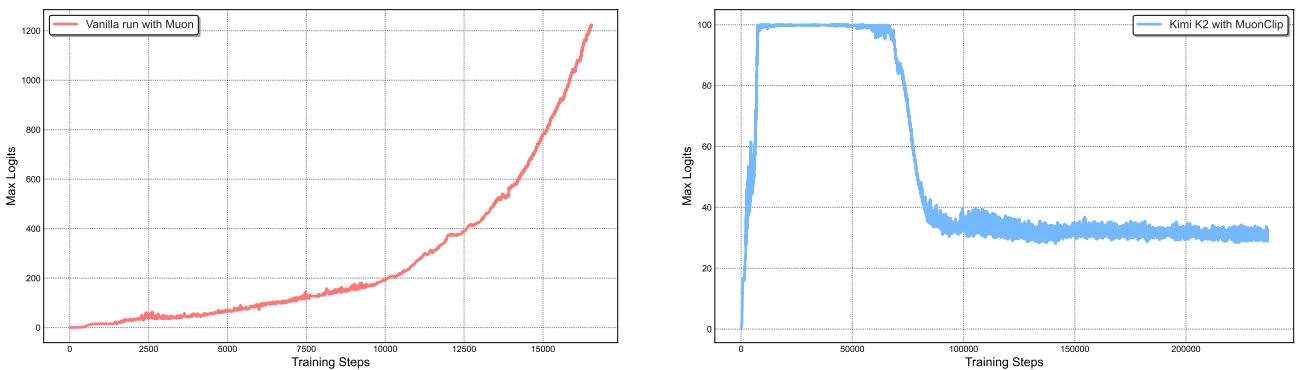 Vanilla run with Muon
1200
1000
800
600
400
200
0
Max Logits
0 2500 5000 7500 10000 12500 15000
Training Steps
Kimi K2 with MuonClip
100
80
60
40
20
0
Max Logits
0 50000 100000 150000 200000
Training Steps